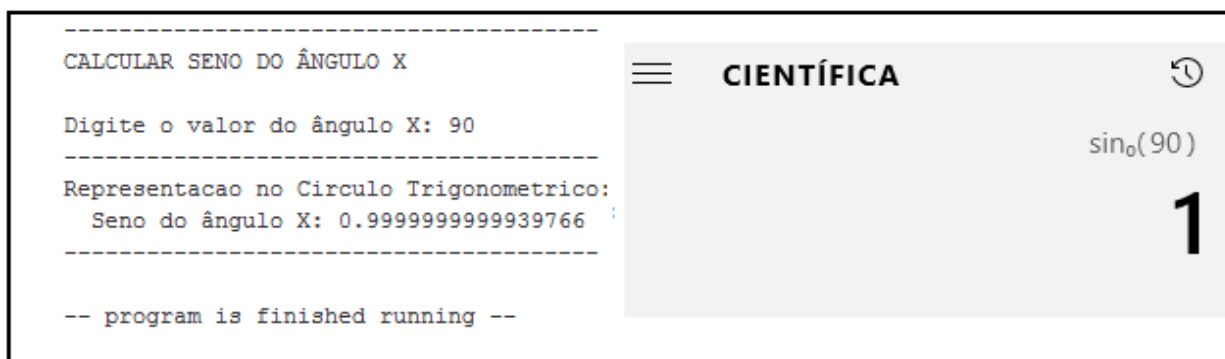 ---------------------------------------
CALCULAR SENO DO ÂNGULO X
Digite o valor do ângulo X: 90
---------------------------------------
Representacao no Circulo Trigonometrico:
Seno do ângulo X: 0.9999999999939766
---------------------------------------
-- program is finished running --
CIENTÍFICA
sin₀( 90 )
1